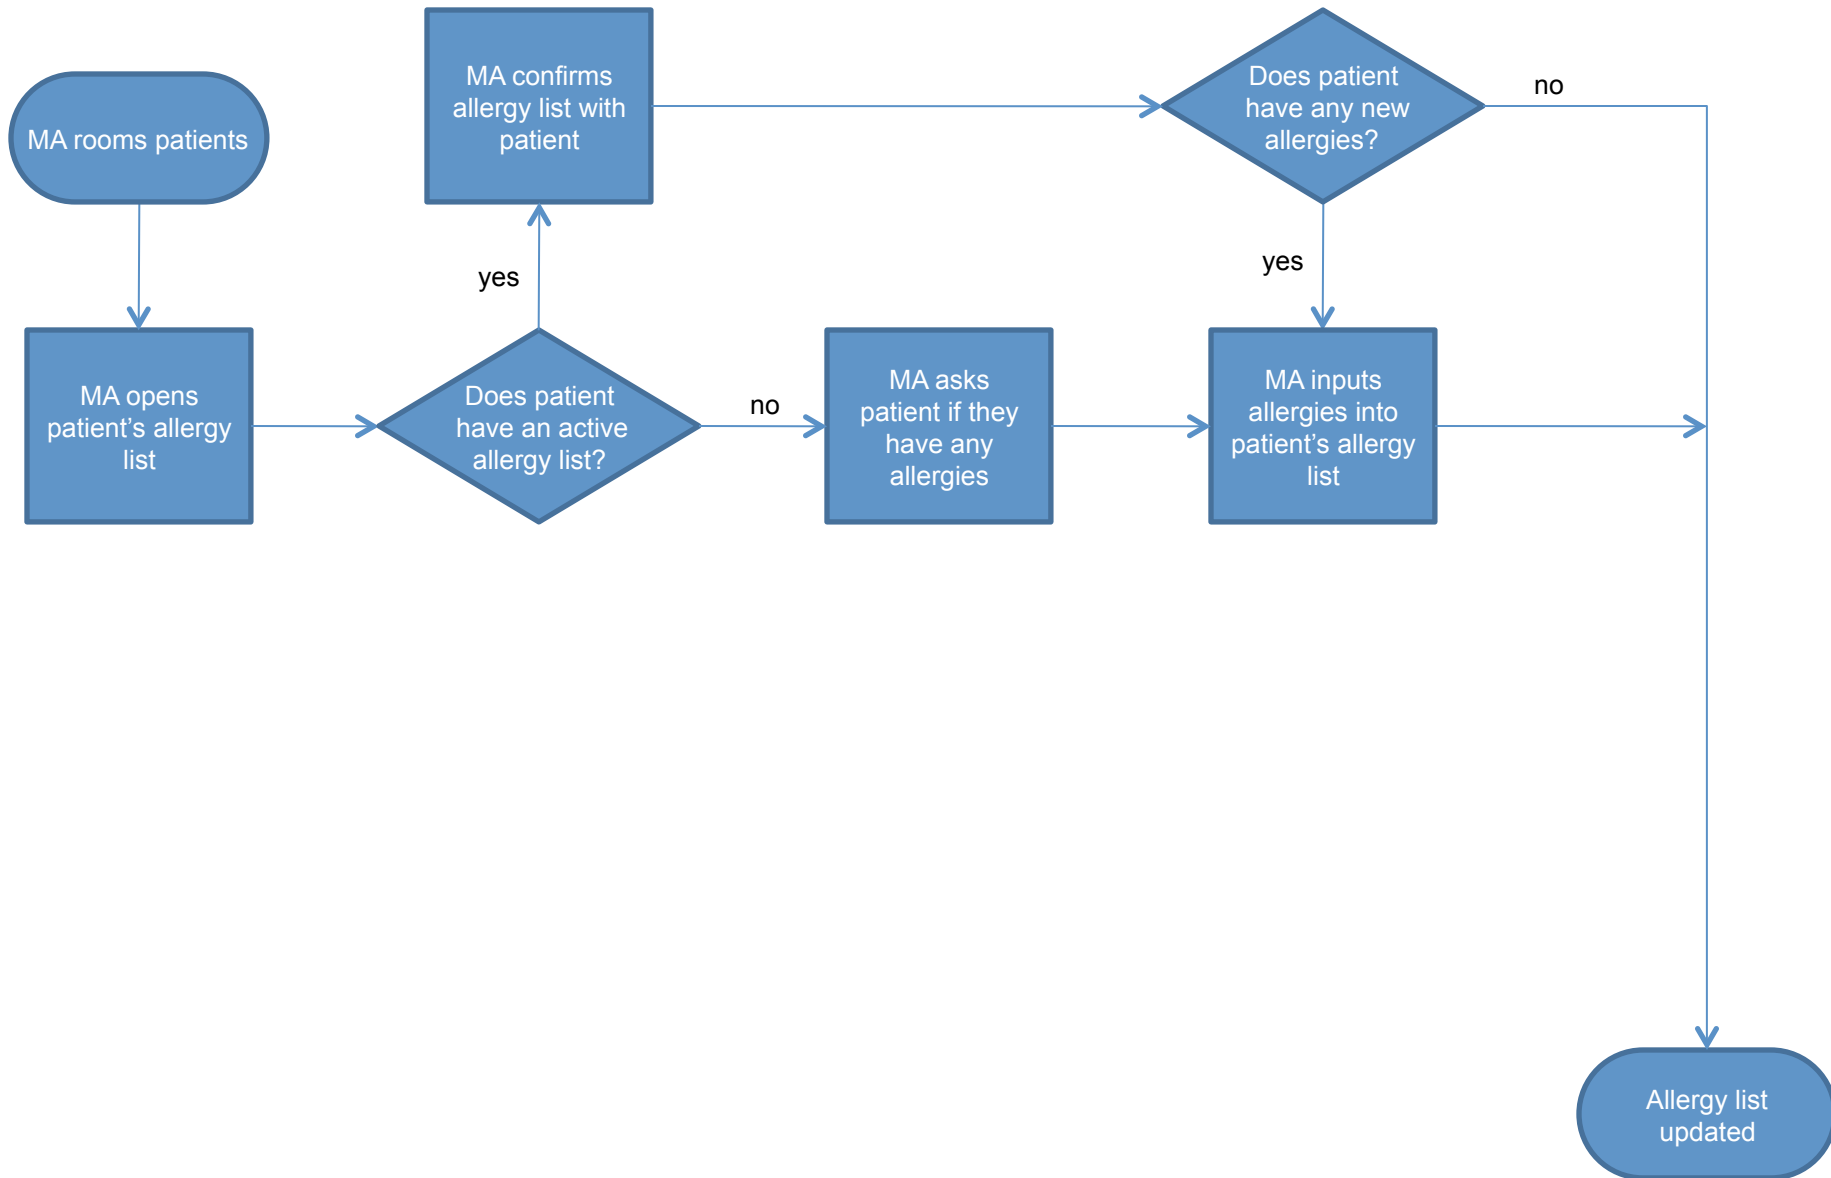 MA rooms patients
MA confirms
allergy list with
patient
Does patient
have any new
allergies?
no
yes
yes
MA opens
patient’s allergy
list
Does patient
have an active
allergy list?
no
MA asks
patient if they
have any
allergies
MA inputs
allergies into
patient’s allergy
list
Allergy list
updated